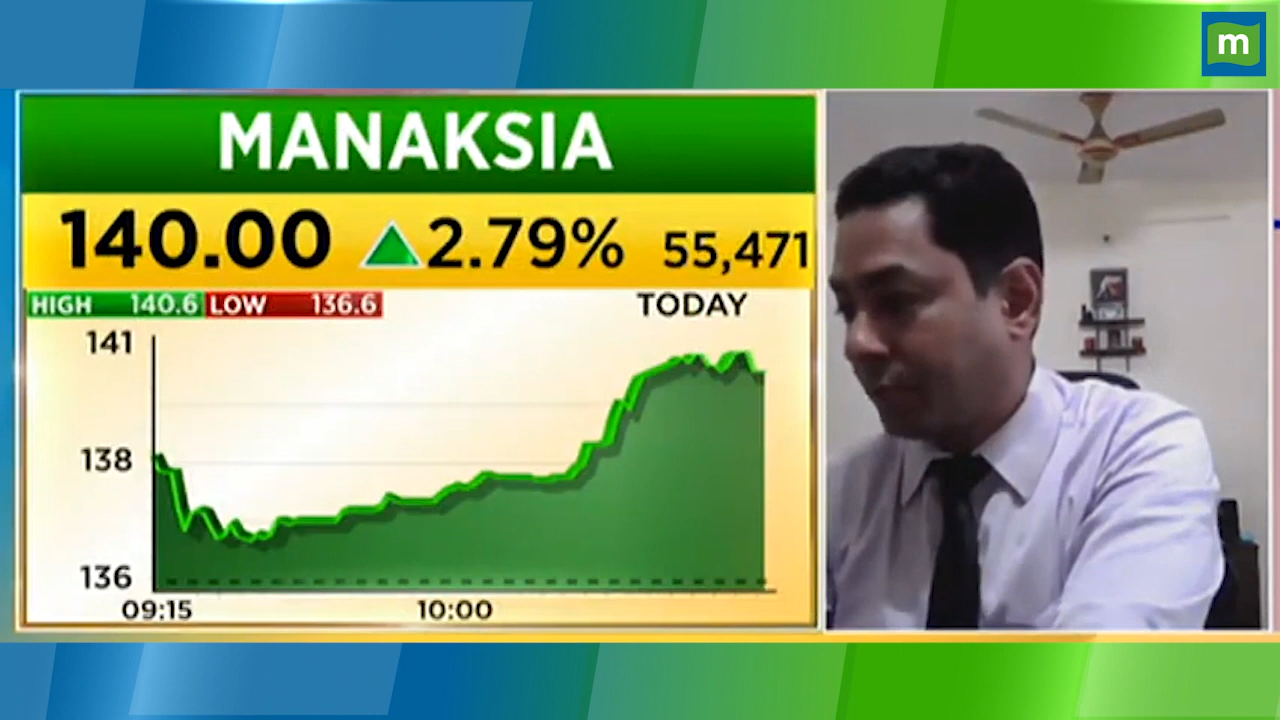 m
MANAKSIA
140.00 ▲2.79% 55,471
HIGH 140.6 LOW 136.6 TODAY
141
138
136
09:15 10:00